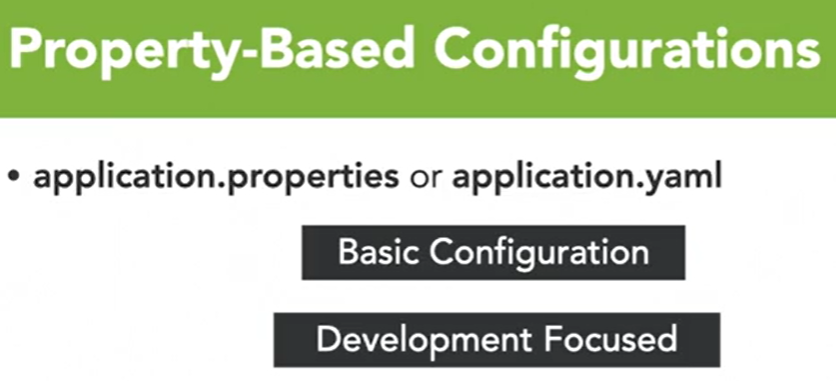 Property-Based Configurations
• application.properties or application.yaml
Basic Configuration
Development Focused